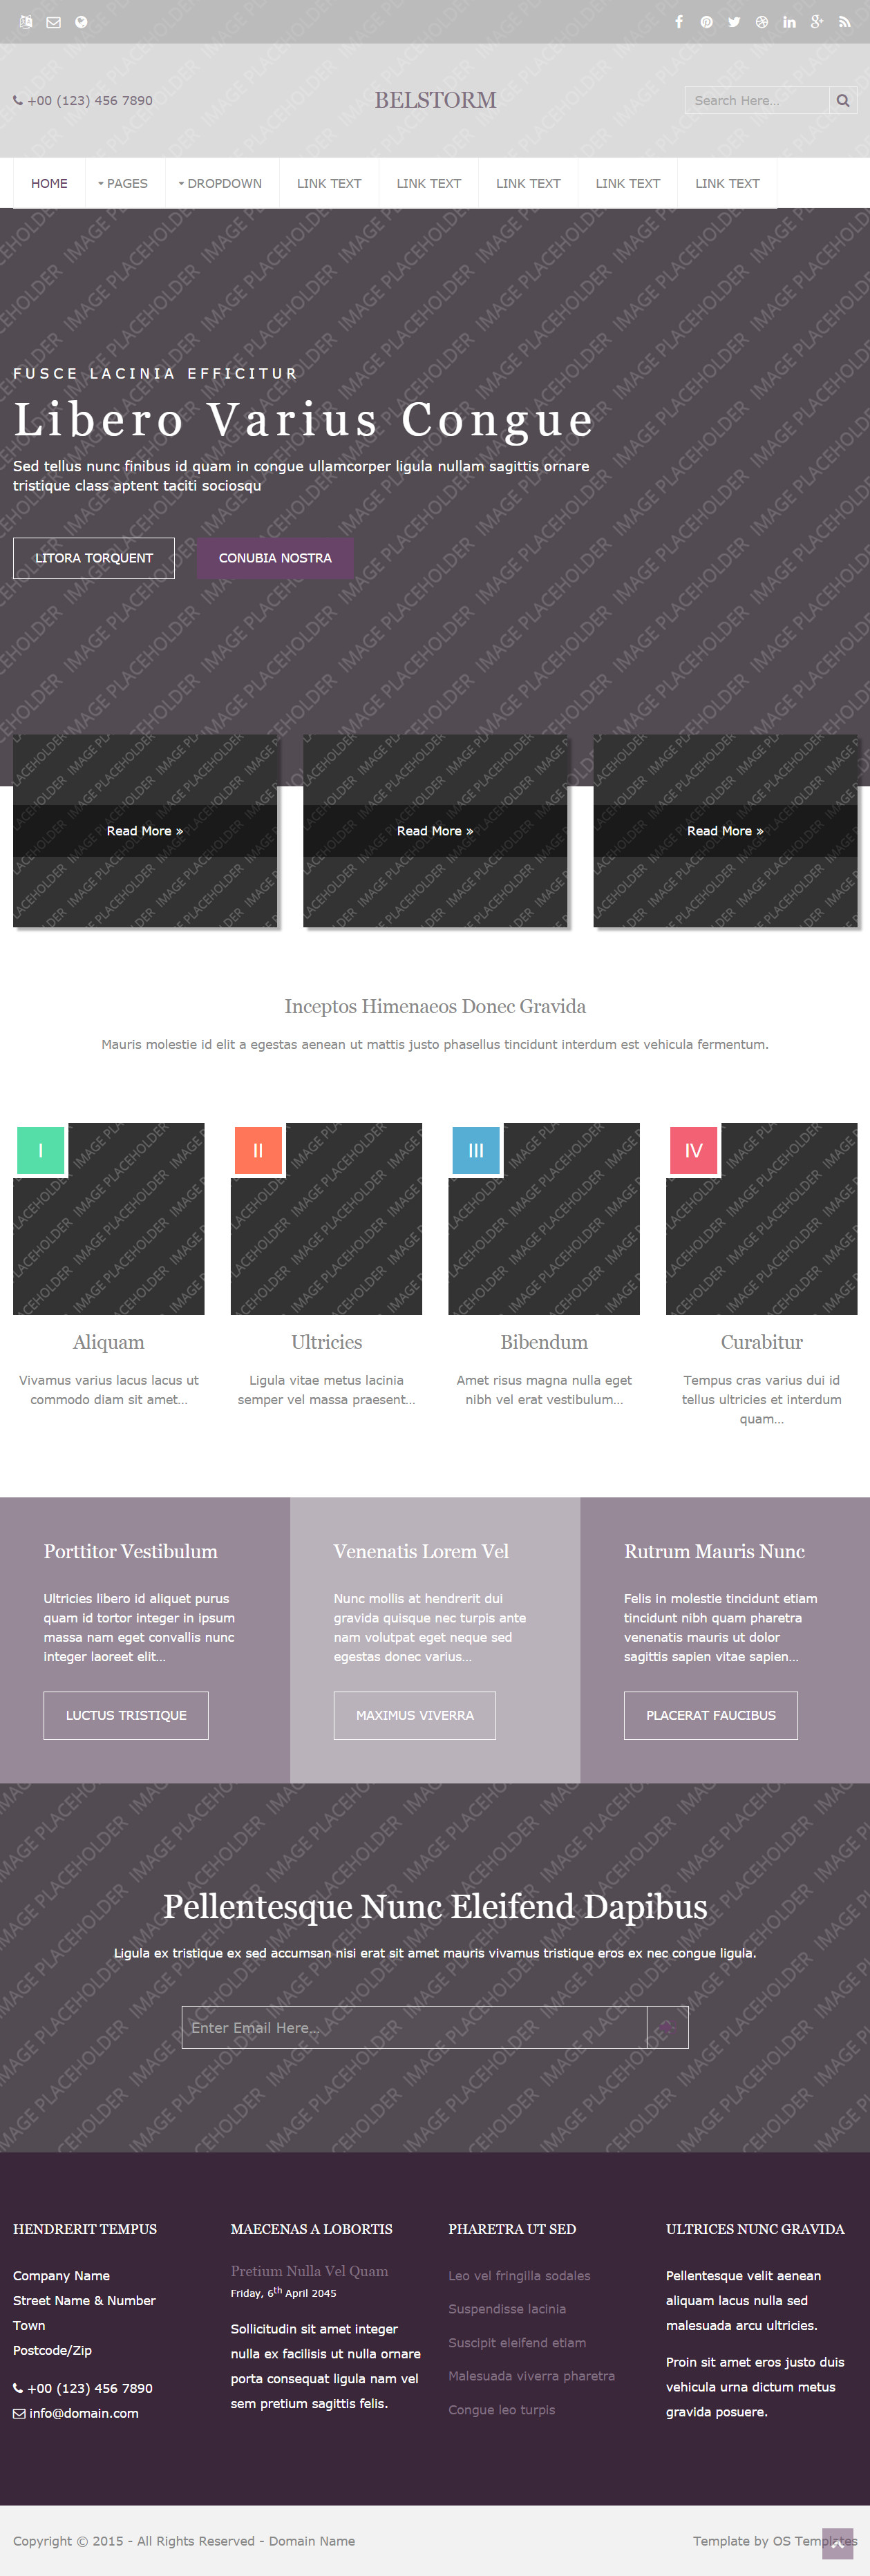 +00 (123) 456 7890
BELSTORM
Search Here...
HOME
PAGES
DROPDOWN
LINK TEXT
LINK TEXT
LINK TEXT
LINK TEXT
LINK TEXT
IMAGE PLACEHOLDER
FUSCE LACINIA EFFICITUR
Libero Varius Congue
Sed tellus nunc finibus id quam in congue ullamcorper ligula nullam sagittis ornare
tristique class aptent taciti sociosqu
LITORA TORQUENT
CONUBIA NOSTRA
Read More »
Read More »
Read More »
Inceptos Himenaeos Donec Gravida
Mauris molestie id elit a egestas aenean ut mattis justo phasellus tincidunt interdum est vehicula fermentum.
I
II
III
IV
Aliquam
Vivamus varius lacus lacus ut
commodo diam sit amet...
Ultricies
Ligula vitae metus lacinia
semper vel massa praesent...
Bibendum
Amet risus magna nulla eget
nibh vel erat vestibulum...
Curabitur
Tempus cras varius dui id
tellus ultricies et interdum
quam...
Porttitor Vestibulum
Ultricies libero id aliquet purus
quam id tortor integer in ipsum
massa nam eget convallis nunc
integer laoreet elit...
LUCTUS TRISTIQUE
Venenatis Lorem Vel
Nunc mollis at hendrerit dui
gravida quisque nec turpis ante
nam volutpat eget neque sed
egestas donec varius...
MAXIMUS VIVERRA
Rutrum Mauris Nunc
Felis in molestie tincidunt etiam
tincidunt nibh quam pharetra
venenatis mauris ut dolor
sagittis sapien vitae sapien...
PLACERAT FAUCIBUS
Pellentesque Nunc Eleifend Dapibus
Ligula ex tristique ex sed accumsan nisi erat sit amet mauris vivamus tristique eros ex nec congue ligula.
Enter Email Here...
HENDRERIT TEMPUS
Company Name
Street Name & Number
Town
Postcode/Zip
+00 (123) 456 7890
info@domain.com
MAECENAS A LOBORTIS
Pretium Nulla Vel Quam
Friday, 6th April 2045
Sollicitudin sit amet integer
nulla ex facilisis ut nulla ornare
porta consequat ligula nam vel
sem pretium sagittis felis.
PHARETRA UT SED
Leo vel fringilla sodales
Suspendisse lacinia
Suscipit eleifend etiam
Malesuada viverra pharetra
Congue leo turpis
ULTRICES NUNC GRAVIDA
Pellentesque velit aenean
aliquam lacus nulla sed
malesuada arcu ultricies.
Proin sit amet eros justo duis
vehicula urna dictum metus
gravida posuere.
Copyright © 2015 - All Rights Reserved - Domain Name
Template by OS Templates